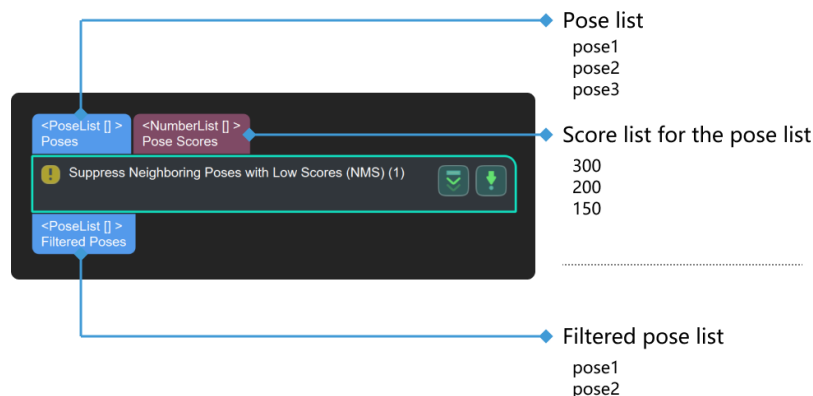 Pose list
pose1
pose2
pose3
<PoseList [] >
Poses
<NumberList [] >
Pose Scores
Score list for the pose list
300
200
150
Suppress Neighboring Poses with Low Scores (NMS) (1)
<PoseList [] >
Filtered Poses
Filtered pose list
pose1
pose2